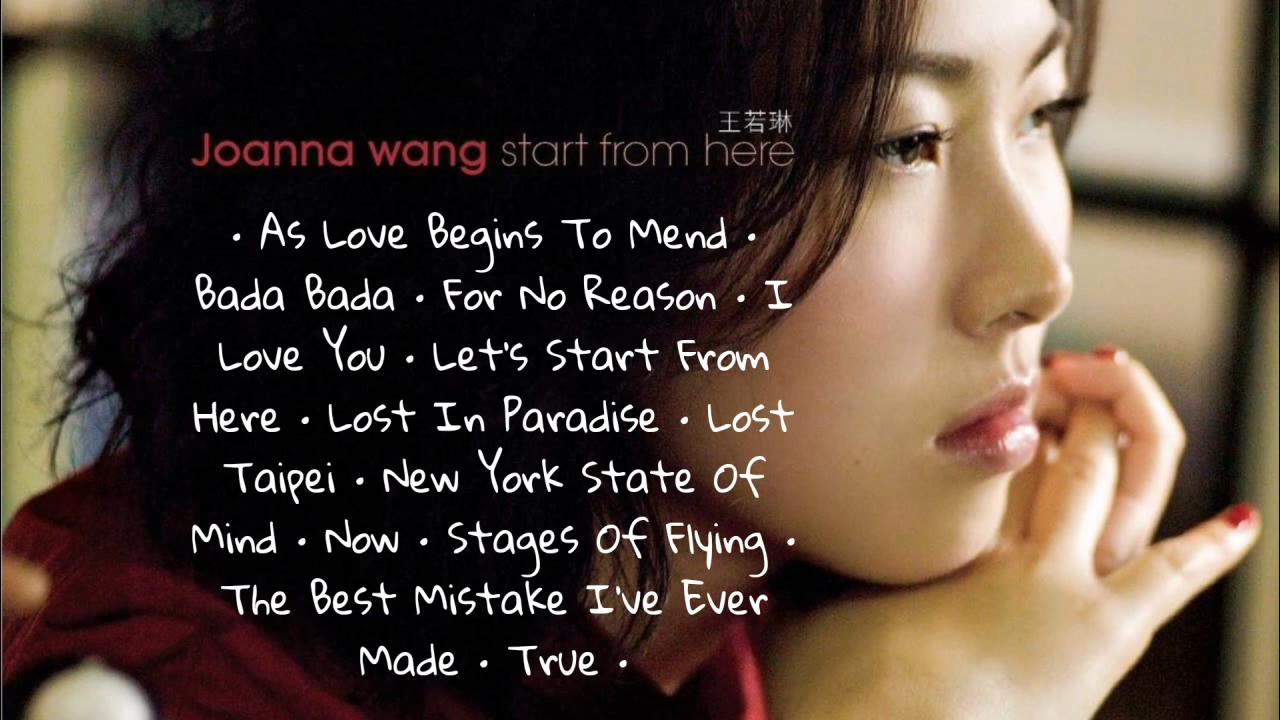 王若琳
Joanna wang start from here
• As Love Begins To Mend •
Bada Bada • For No Reason • I
Love You • Let's Start From
Here • Lost In Paradise • Lost
Taipei • New York State Of
Mind • Now • Stages Of Flying •
The Best Mistake I've Ever
Made • True •